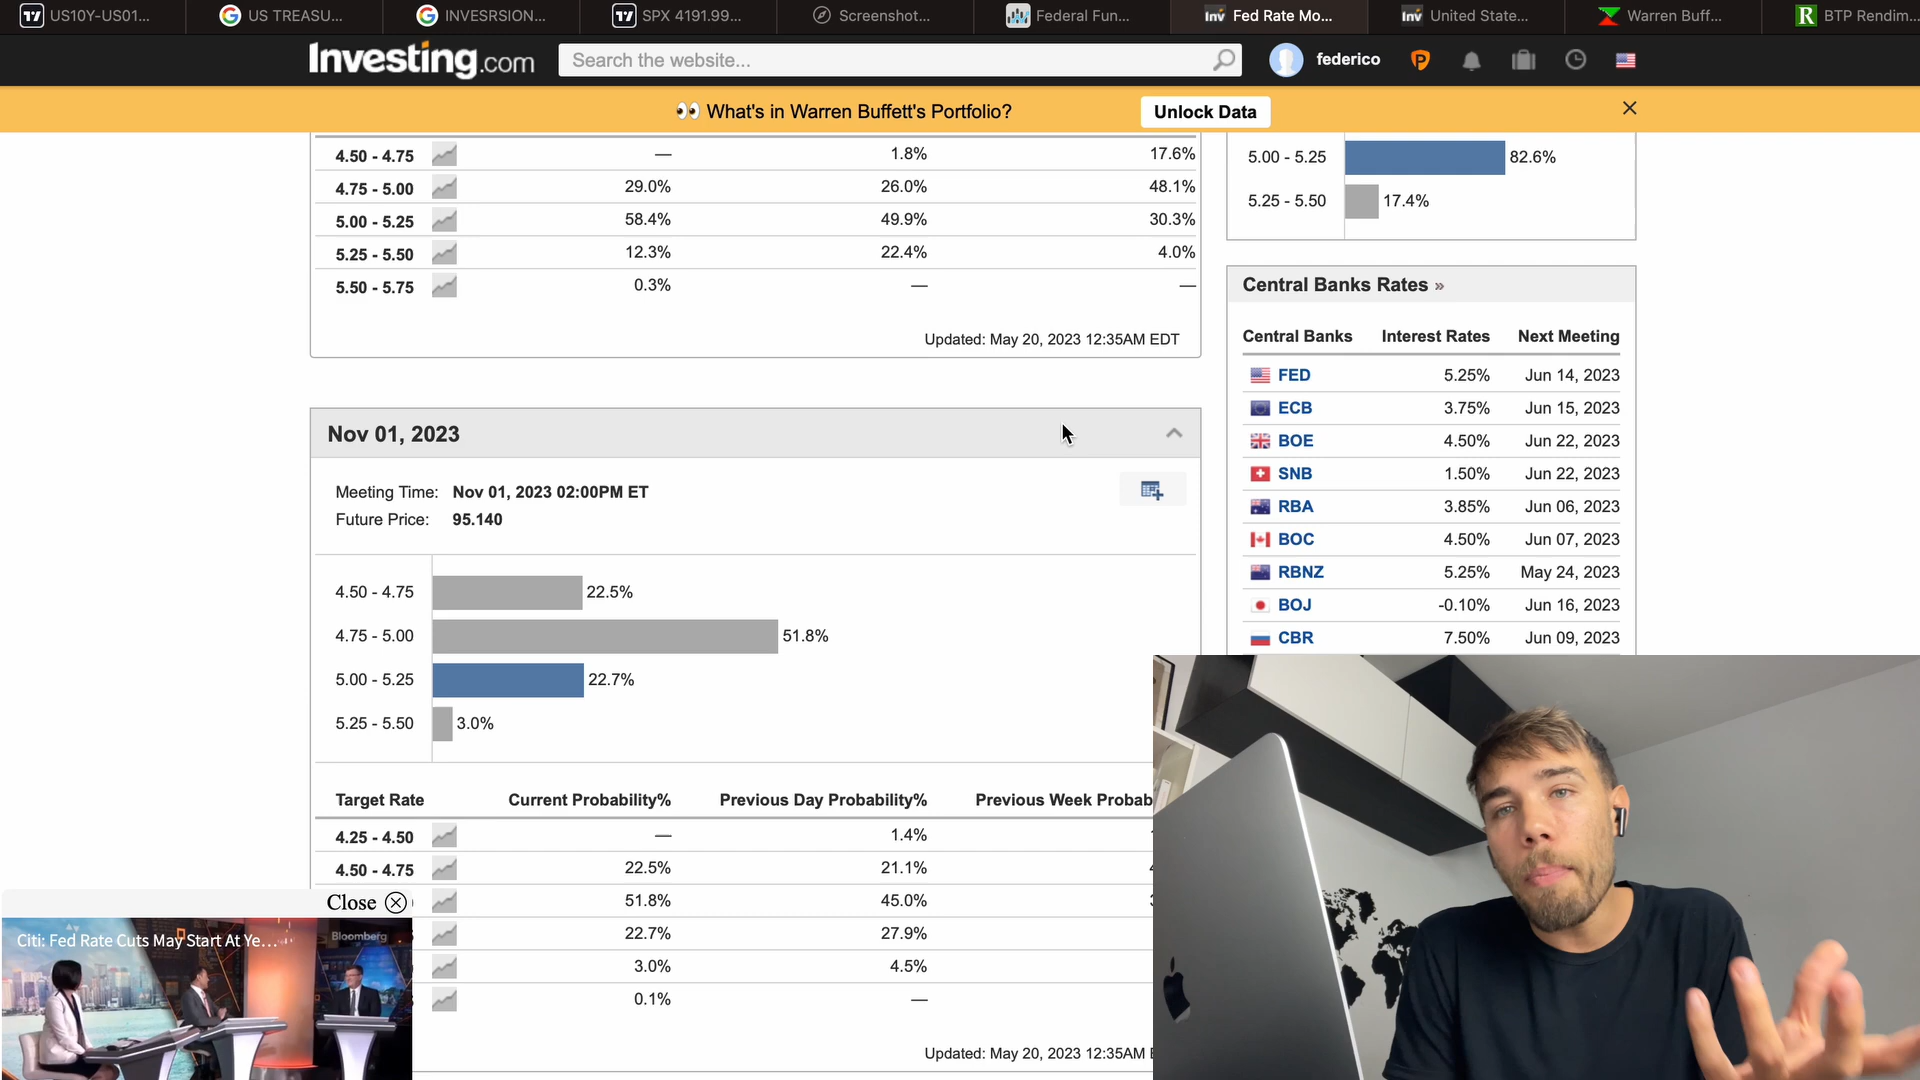 US10Y-US01...
US TREASU...
INVESRSION...
SPX 4191.99...
Screenshot...
Federal Fun...
Inv Fed Rate Mo...
Inv United State...
Warren Buff...
R BTP Rendim...
Investing.com
Search the website...
federico
P
👀 What's in Warren Buffett's Portfolio?
Unlock Data
4.50 - 4.75 — 1.8% 17.6%
4.75 - 5.00 29.0% 26.0% 48.1%
5.00 - 5.25 58.4% 49.9% 30.3%
5.25 - 5.50 12.3% 22.4% 4.0%
5.50 - 5.75 0.3% — —
Updated: May 20, 2023 12:35AM EDT
5.00 - 5.25 82.6%
5.25 - 5.50 17.4%
Central Banks Rates »
Central Banks Interest Rates Next Meeting
FED 5.25% Jun 14, 2023
ECB 3.75% Jun 15, 2023
BOE 4.50% Jun 22, 2023
SNB 1.50% Jun 22, 2023
RBA 3.85% Jun 06, 2023
BOC 4.50% Jun 07, 2023
RBNZ 5.25% May 24, 2023
BOJ -0.10% Jun 16, 2023
CBR 7.50% Jun 09, 2023
Nov 01, 2023
Meeting Time: Nov 01, 2023 02:00PM ET
Future Price: 95.140
4.50 - 4.75 22.5%
4.75 - 5.00 51.8%
5.00 - 5.25 22.7%
5.25 - 5.50 3.0%
Target Rate Current Probability% Previous Day Probability% Previous Week Probab
4.25 - 4.50 — 1.4%
4.50 - 4.75 22.5% 21.1%
51.8% 45.0%
22.7% 27.9%
3.0% 4.5%
0.1% —
Updated: May 20, 2023 12:35AM E
Close
Citi: Fed Rate Cuts May Start At Ye...
Bloomberg